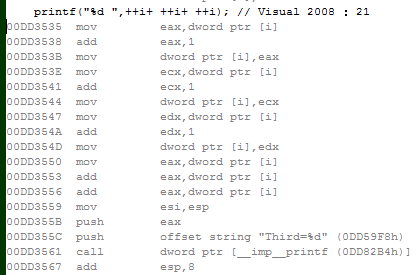 printf("%d ",++i+ ++i+ ++i); // Visual 2008 : 21
00DD3535 mov eax,dword ptr [i]
00DD3538 add eax,1
00DD353B mov dword ptr [i],eax
00DD353E mov ecx,dword ptr [i]
00DD3541 add ecx,1
00DD3544 mov dword ptr [i],ecx
00DD3547 mov edx,dword ptr [i]
00DD354A add edx,1
00DD354D mov dword ptr [i],edx
00DD3550 mov eax,dword ptr [i]
00DD3553 add eax,dword ptr [i]
00DD3556 add eax,dword ptr [i]
00DD3559 mov esi,esp
00DD355B push eax
00DD355C push offset string "Third=%d" (0DD59F8h)
00DD3561 call dword ptr [__imp__printf (0DD82B4h)]
00DD3567 add esp,8